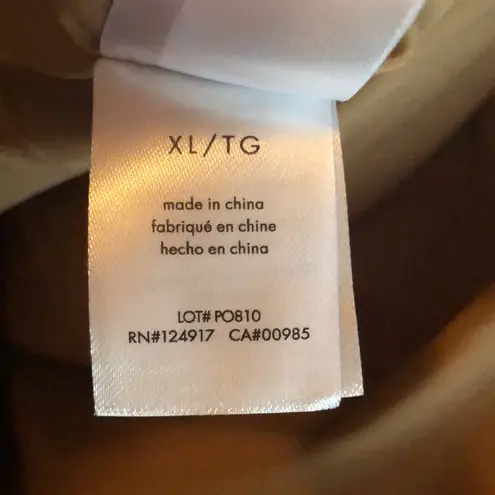 XL/TG
made in china
fabriqué en chine
hecho en china
LOT# PO810
RN#124917 CA#00985